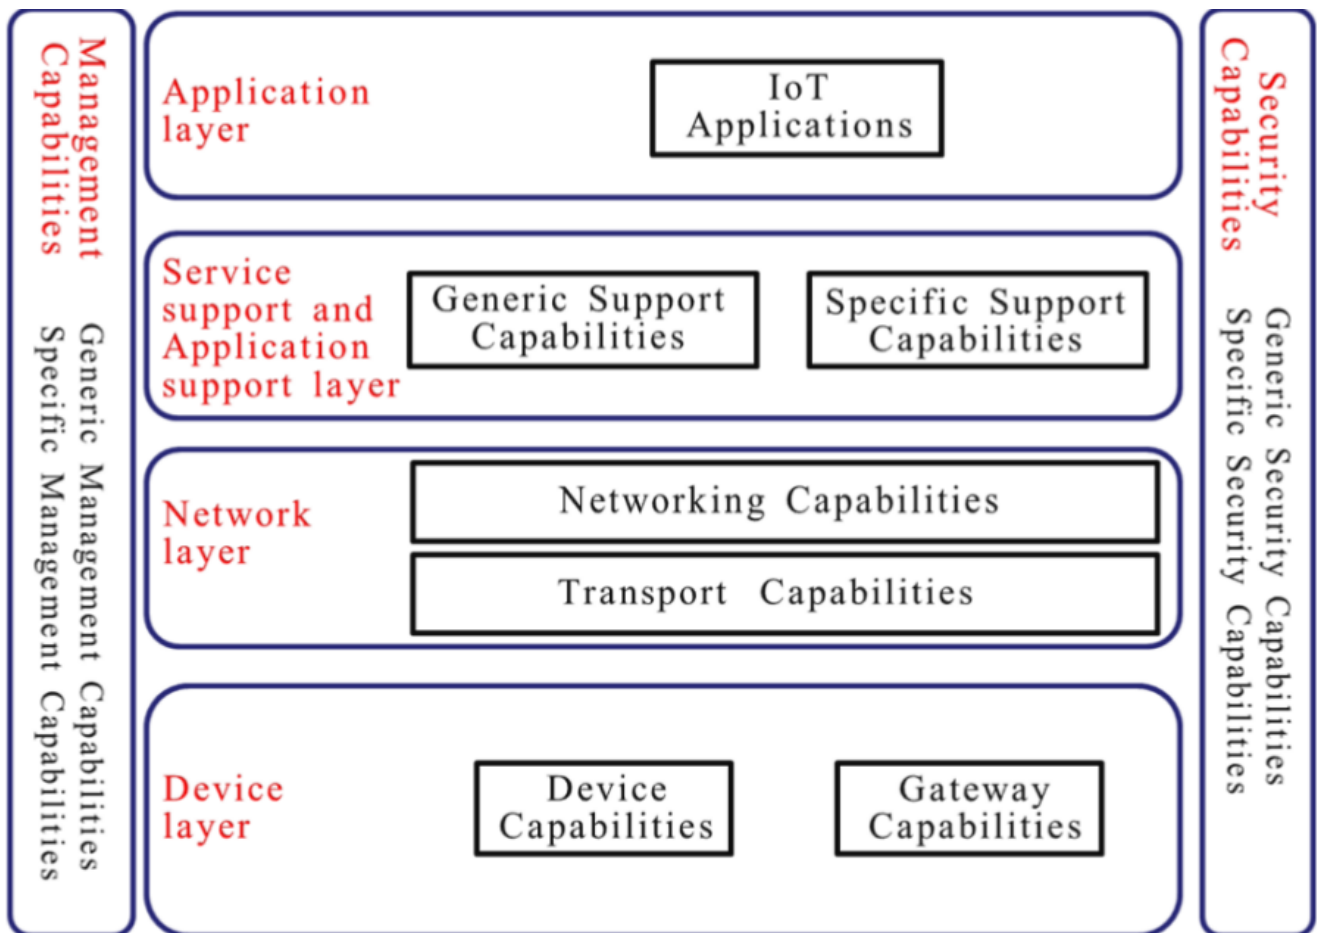 Management
Capabilities
Generic Management Capabilities
Specific Management Capabilities
Application
layer
IoT
Applications
Service
support and
Application
support layer
Generic Support
Capabilities
Specific Support
Capabilities
Network
layer
Networking Capabilities
Transport Capabilities
Device
layer
Device
Capabilities
Gateway
Capabilities
Security
Capabilities
Generic Security Capabilities
Specific Security Capabilities